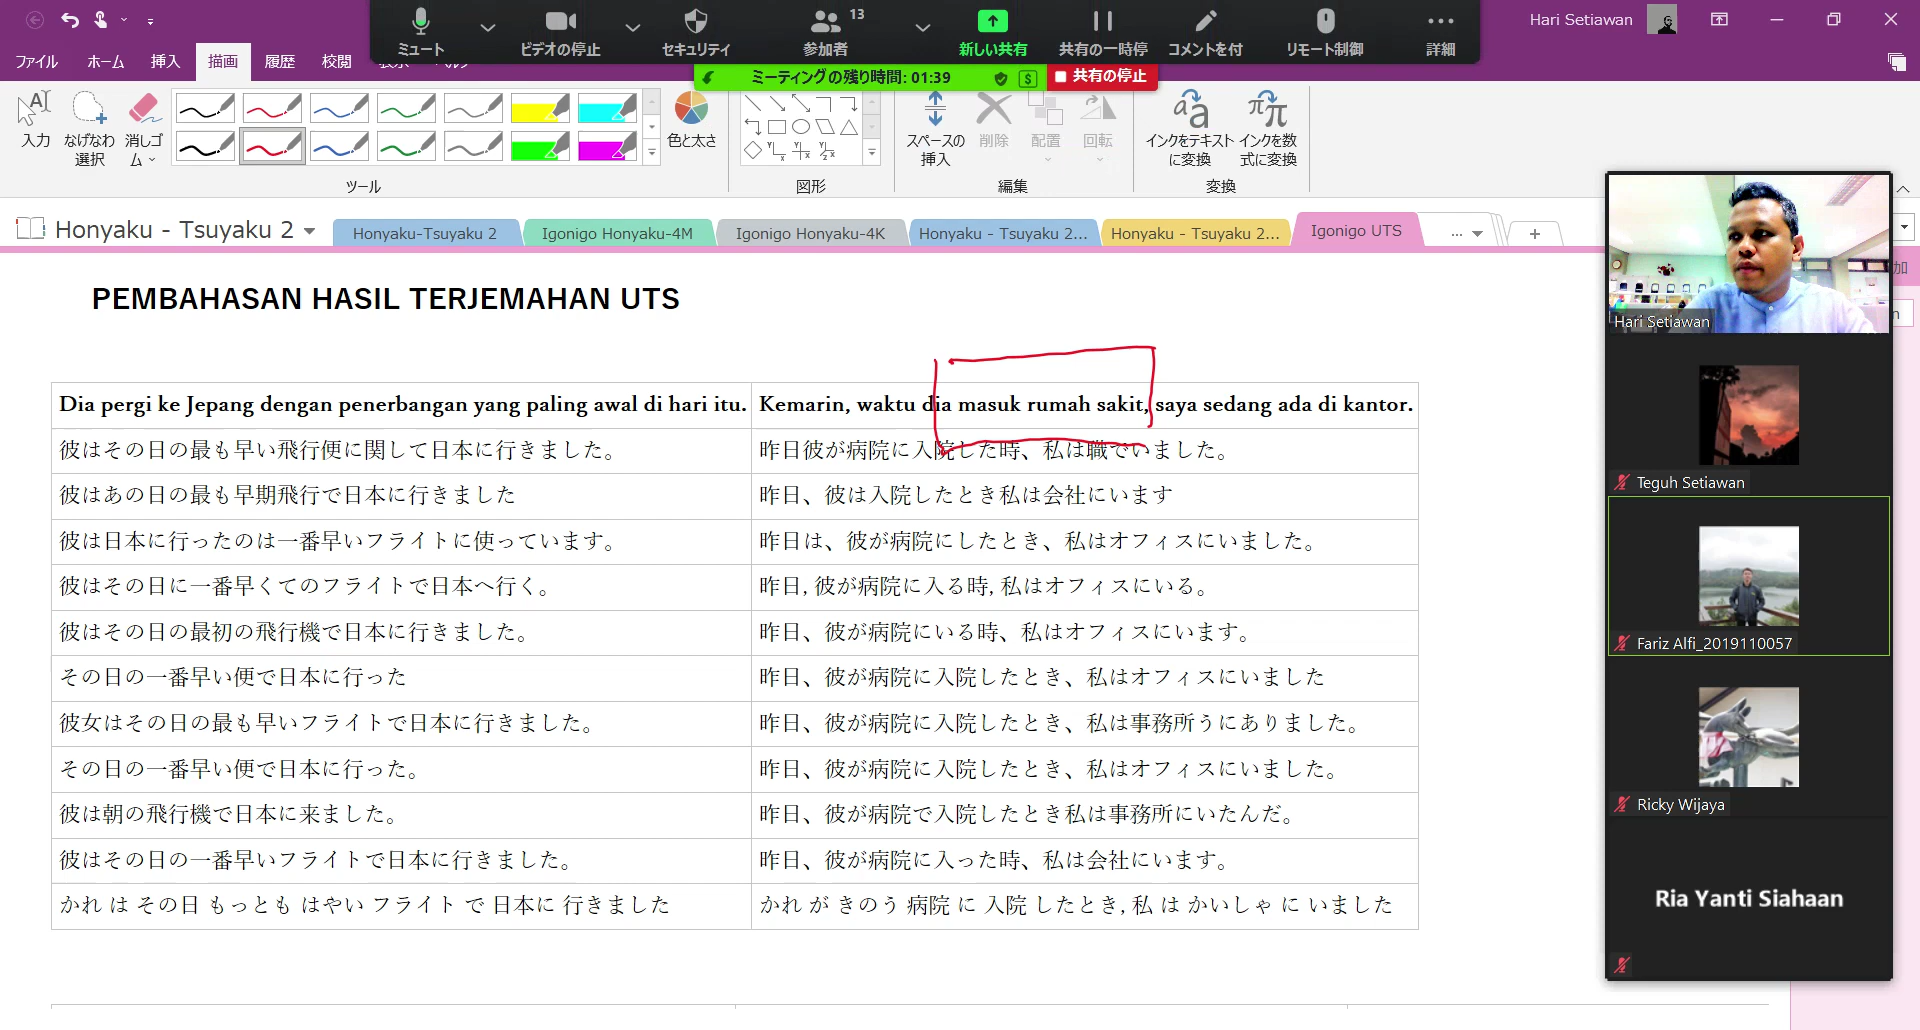 ミュート
ビデオの停止
セキュリティ
13
参加者
新しい共有
共有の一時停
コメントを付
リモート制御
詳細
Hari Setiawan
ミーティングの残り時間: 01:39
共有の停止
ファイル
ホーム
挿入
描画
履歴
校閲
入力
なげなわ選択
消しゴム
色と太さ
スペースの挿入
削除
配置
回転
インクをテキストに変換
インクを数式に変換
ツール
図形
編集
変換
Honyaku - Tsuyaku 2
Honyaku-Tsuyaku 2
Igonigo Honyaku-4M
Igonigo Honyaku-4K
Honyaku - Tsuyaku 2...
Honyaku - Tsuyaku 2...
Igonigo UTS
...
+
PEMBAHASAN HASIL TERJEMAHAN UTS
Dia pergi ke Jepang dengan penerbangan yang paling awal di hari itu.
Kemarin, waktu dia masuk rumah sakit, saya sedang ada di kantor.
彼はその日の最も早い飛行便に関して日本に行きました。
昨日彼が病院に入院した時、私は職でいました。
彼はあの日の最も早期飛行で日本に行きました
昨日、彼は入院したとき私は会社にいます
彼は日本に行ったのは一番早いフライトに使っています。
昨日は、彼が病院にしたとき、私はオフィスにいました。
彼はその日に一番早くてのフライトで日本へ行く。
昨日, 彼が病院に入る時, 私はオフィスにいる。
彼はその日の最初の飛行機で日本に行きました。
昨日、彼が病院にいる時、私はオフィスにいます。
その日の一番早い便で日本に行った
昨日、彼が病院に入院したとき、私はオフィスにいました
彼女はその日の最も早いフライトで日本に行きました。
昨日、彼が病院に入院したとき、私は事務所うにありました。
その日の一番早い便で日本に行った。
昨日、彼が病院に入院したとき、私はオフィスにいました。
彼は朝の飛行機で日本に来ました。
昨日、彼が病院で入院したとき私は事務所にいたんだ。
彼はその日の一番早いフライトで日本に行きました。
昨日、彼が病院に入った時、私は会社にいます。
かれ は その日 もっとも はやい フライト で 日本に 行きました
かれ が きのう 病院 に 入院 したとき, 私 は かいしゃ に いました
Hari Setiawan
Teguh Setiawan
Fariz Alfi_2019110057
Ricky Wijaya
Ria Yanti Siahaan